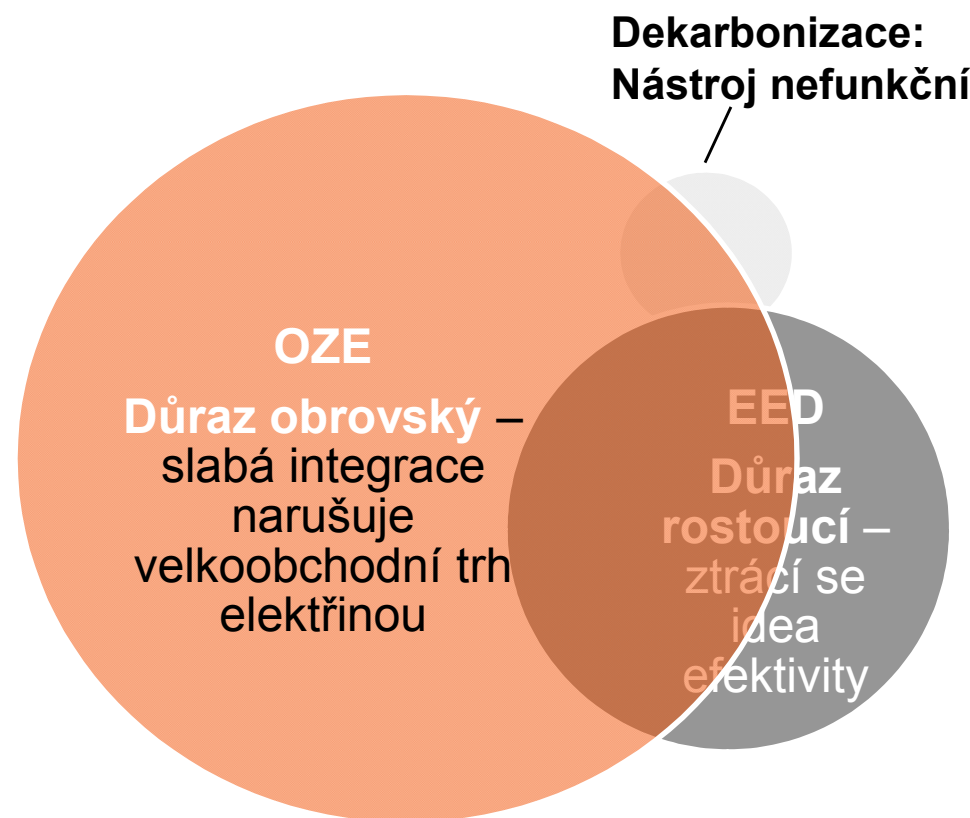 Dekarbonizace:
Nástroj nefunkční
OZE
Důraz obrovský –
slabá integrace
narušuje
velkoobchodní trh
elektřinou
EED
Důraz
rostoucí –
ztrácí se
idea
efektivity